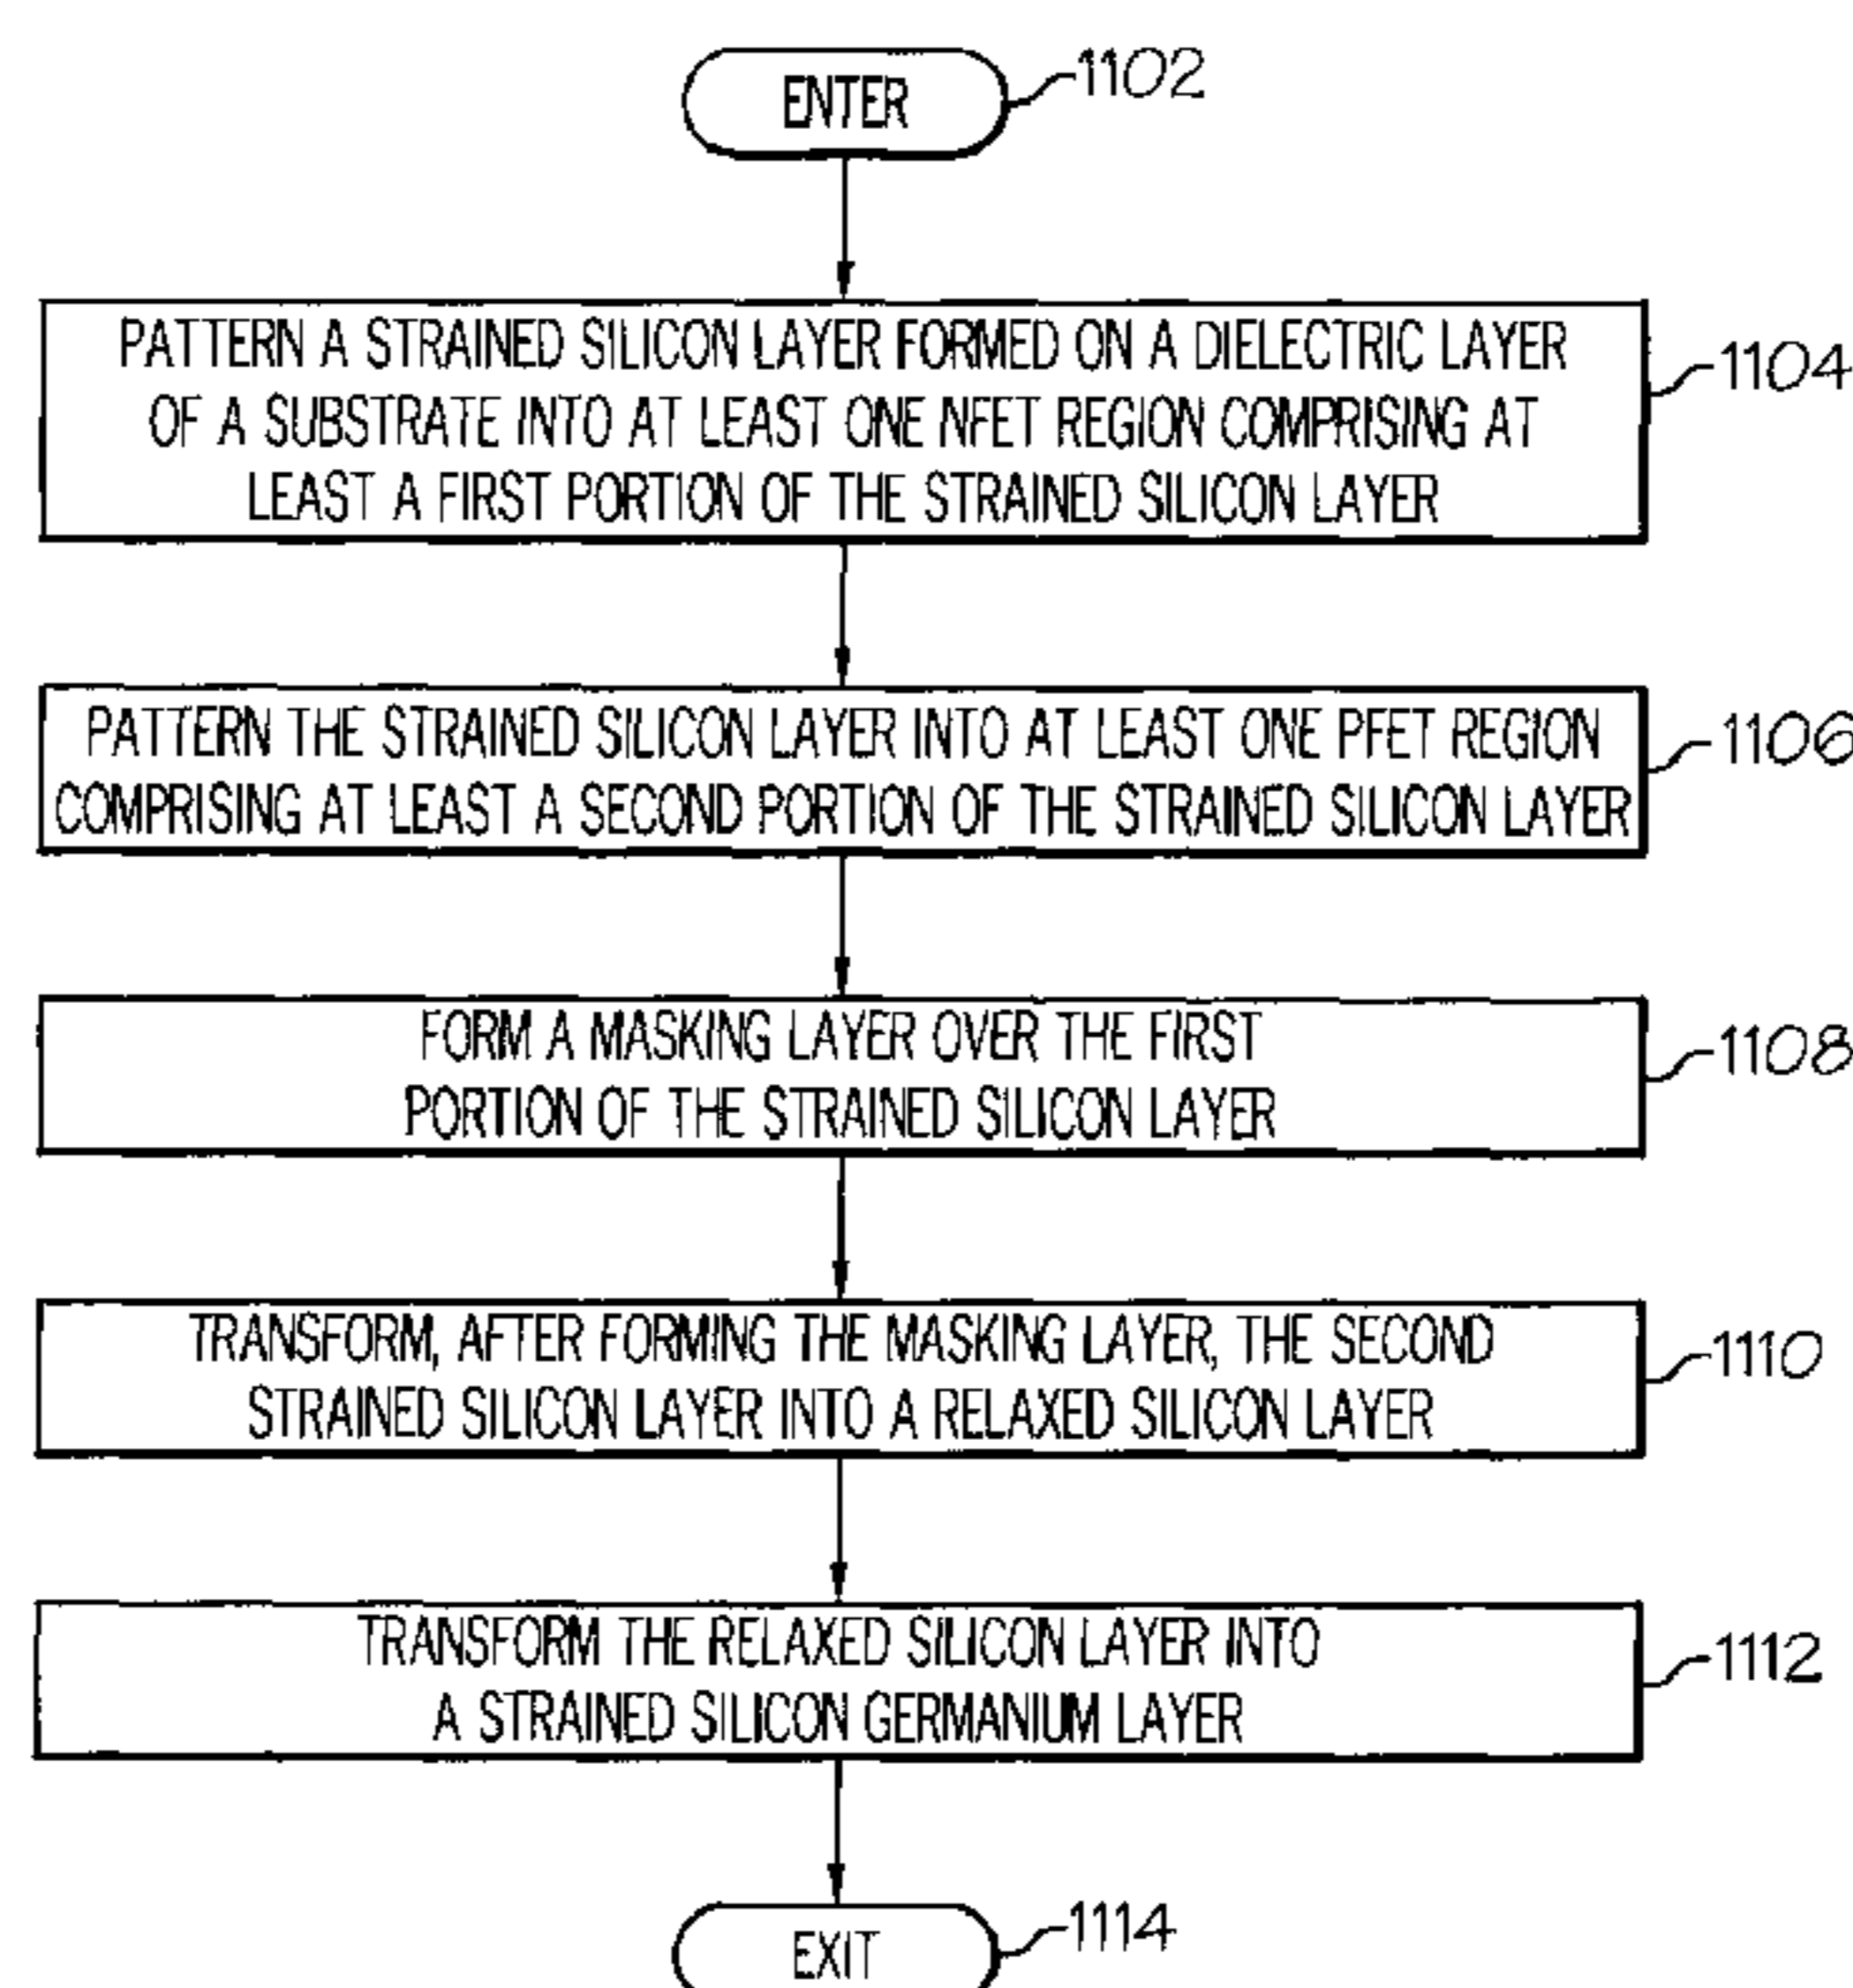 ENTER
1102
PATTERN A STRAINED SILICON LAYER FORMED ON A DIELECTRIC LAYER
OF A SUBSTRATE INTO AT LEAST ONE NFET REGION COMPRISING AT
LEAST A FIRST PORTION OF THE STRAINED SILICON LAYER
1104
PATTERN THE STRAINED SILICON LAYER INTO AT LEAST ONE PFET REGION
COMPRISING AT LEAST A SECOND PORTION OF THE STRAINED SILICON LAYER
1106
FORM A MASKING LAYER OVER THE FIRST
PORTION OF THE STRAINED SILICON LAYER
1108
TRANSFORM, AFTER FORMING THE MASKING LAYER, THE SECOND
STRAINED SILICON LAYER INTO A RELAXED SILICON LAYER
1110
TRANSFORM THE RELAXED SILICON LAYER INTO
A STRAINED SILICON GERMANIUM LAYER
1112
EXIT
1114